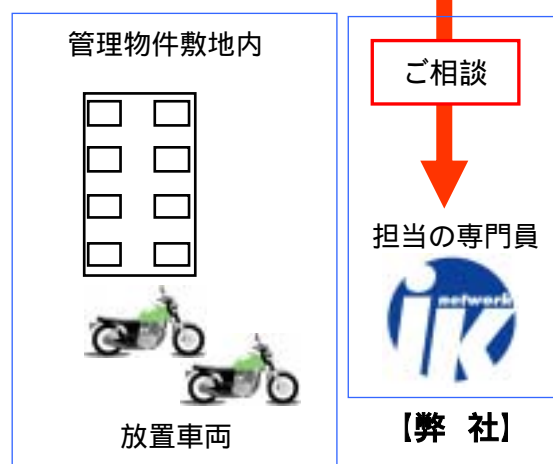 管理物件敷地内
放置車両
ご相談
担当の専門員
network
ik
【弊 社】